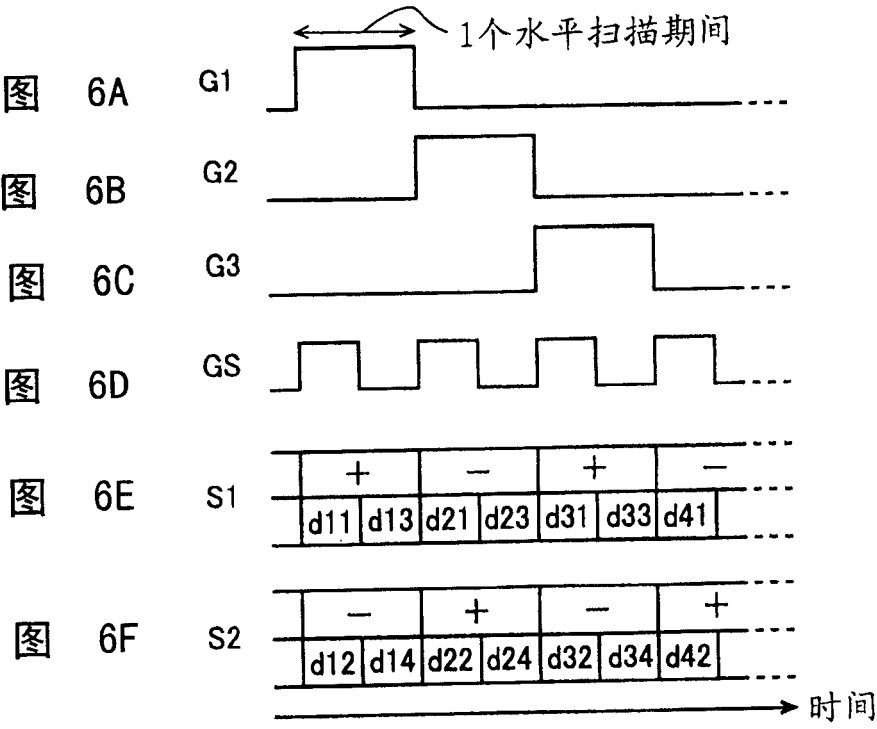 1个水平扫描期间
图 6A G1
图 6B G2
图 6C G3
图 6D GS
图 6E S1
+ − + −
d11 d13 d21 d23 d31 d33 d41
图 6F S2
− + − +
d12 d14 d22 d24 d32 d34 d42
时间